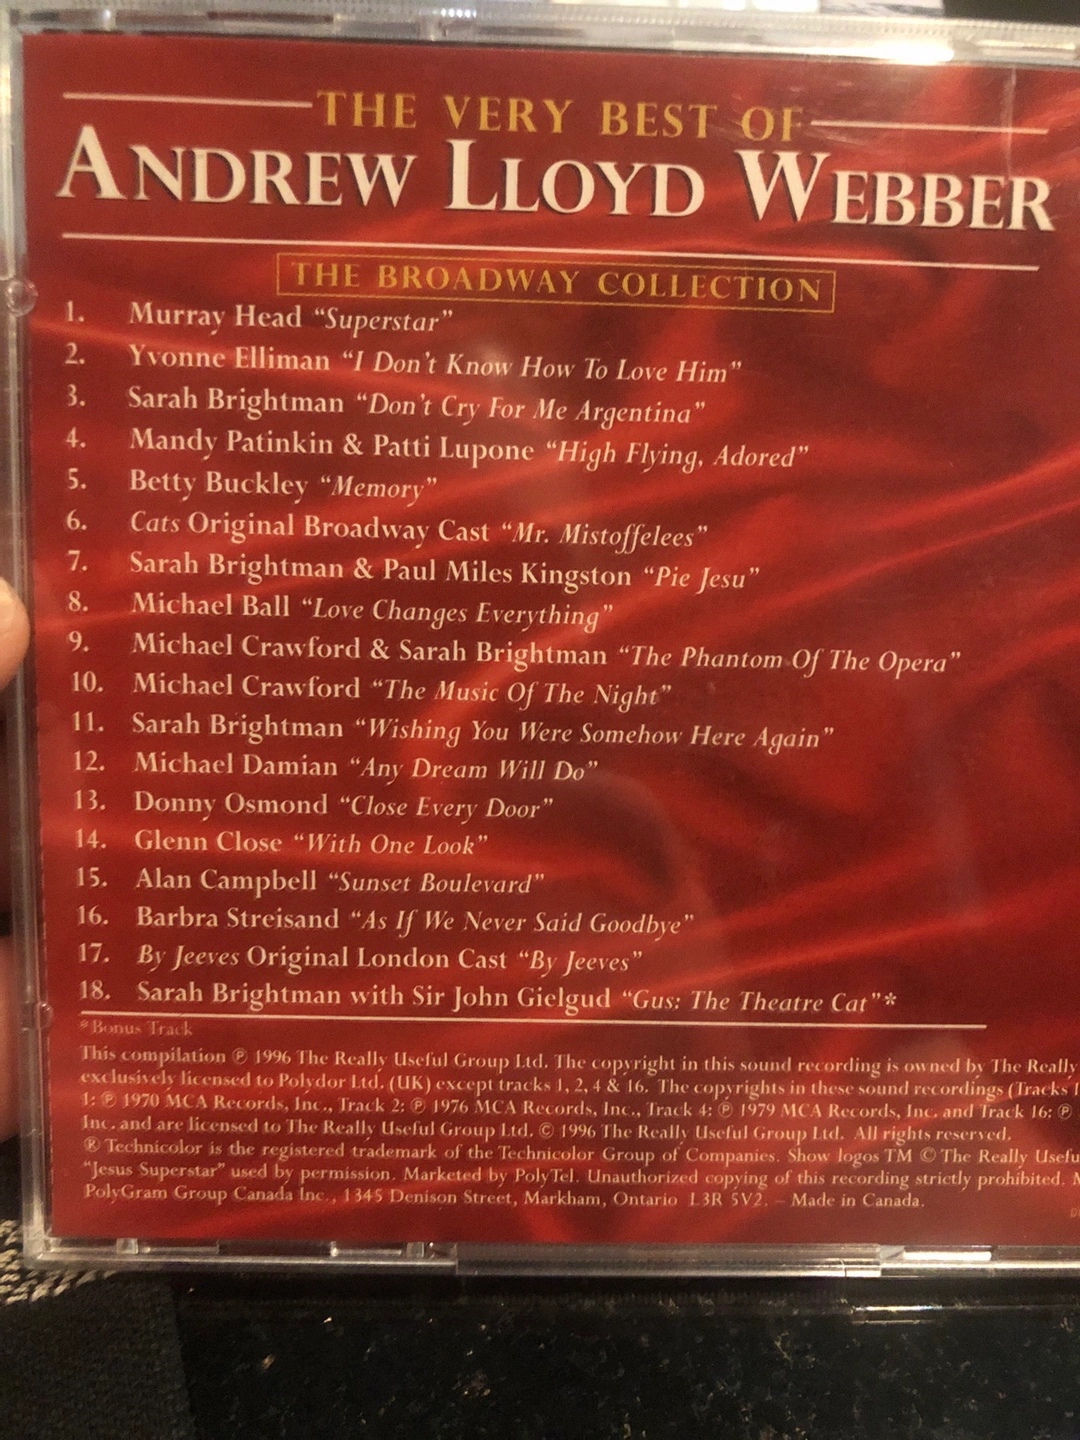 THE VERY BEST OF
ANDREW LLOYD WEBBER
THE BROADWAY COLLECTION
1. Murray Head “Superstar”
2. Yvonne Elliman “I Don’t Know How To Love Him”
3. Sarah Brightman “Don’t Cry For Me Argentina”
4. Mandy Patinkin & Patti Lupone “High Flying, Adored”
5. Betty Buckley “Memory”
6. Cats Original Broadway Cast “Mr. Mistoffelees”
7. Sarah Brightman & Paul Miles Kingston “Pie Jesu”
8. Michael Ball “Love Changes Everything”
9. Michael Crawford & Sarah Brightman “The Phantom Of The Opera”
10. Michael Crawford “The Music Of The Night”
11. Sarah Brightman “Wishing You Were Somehow Here Again”
12. Michael Damian “Any Dream Will Do”
13. Donny Osmond “Close Every Door”
14. Glenn Close “With One Look”
15. Alan Campbell “Sunset Boulevard”
16. Barbra Streisand “As If We Never Said Goodbye”
17. By Jeeves Original London Cast “By Jeeves”
18. Sarah Brightman with Sir John Gielgud “Gus: The Theatre Cat”*
*Bonus Track
This compilation ℗ 1996 The Really Useful Group Ltd. The copyright in this sound recording is owned by The Really
exclusively licensed to Polydor Ltd. (UK) except tracks 1, 2, 4 & 16. The copyrights in these sound recordings (Tracks
1: ℗ 1970 MCA Records, Inc., Track 2: ℗ 1976 MCA Records, Inc., Track 4: ℗ 1979 MCA Records, Inc. and Track 16: ℗
Inc. and are licensed to The Really Useful Group Ltd. © 1996 The Really Useful Group Ltd. All rights reserved.
® Technicolor is the registered trademark of the Technicolor Group of Companies. Show logos TM © The Really
“Jesus Superstar” used by permission. Marketed by PolyTel. Unauthorized copying of this recording strictly prohibited.
PolyGram Group Canada Inc., 1345 Denison Street, Markham, Ontario L3R 5V2. – Made in Canada.